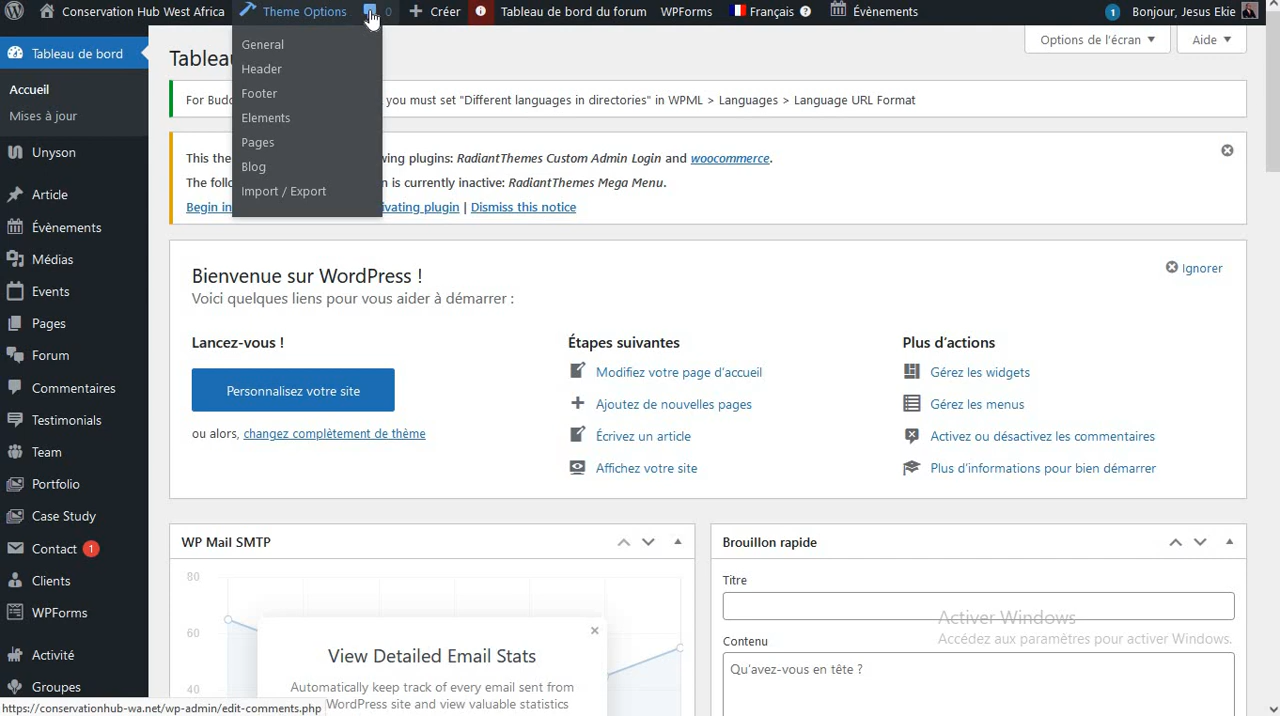 Conservation Hub West Africa
Theme Options
0
Créer
Tableau de bord du forum
WPForms
Français
Évènements
1
Bonjour, Jesus Ekie
General
Header
Footer
Elements
Pages
Blog
Import / Export
Options de l'écran
Aide
Tableau de bord
Accueil
Mises à jour
Unyson
Article
Évènements
Médias
Events
Pages
Forum
Commentaires
Testimonials
Team
Portfolio
Case Study
Contact 1
Clients
WPForms
Activité
Groupes
Tablea
For Budd
you must set "Different languages in directories" in WPML > Languages > Language URL Format
This the
wing plugins: RadiantThemes Custom Admin Login and woocommerce.
The follo
n is currently inactive: RadiantThemes Mega Menu.
Begin in
ivating plugin | Dismiss this notice
Bienvenue sur WordPress !
Voici quelques liens pour vous aider à démarrer :
Ignorer
Lancez-vous !
Personnalisez votre site
ou alors, changez complètement de thème
Étapes suivantes
Modifiez votre page d'accueil
Ajoutez de nouvelles pages
Écrivez un article
Affichez votre site
Plus d'actions
Gérez les widgets
Gérez les menus
Activez ou désactivez les commentaires
Plus d'informations pour bien démarrer
WP Mail SMTP
80
60
40
View Detailed Email Stats
Automatically keep track of every email sent from
WordPress site and view valuable statistics
Brouillon rapide
Titre
Contenu
Qu'avez-vous en tête ?
Activer Windows
Accédez aux paramètres pour activer Windows.
https://conservationhub-wa.net/wp-admin/edit-comments.php